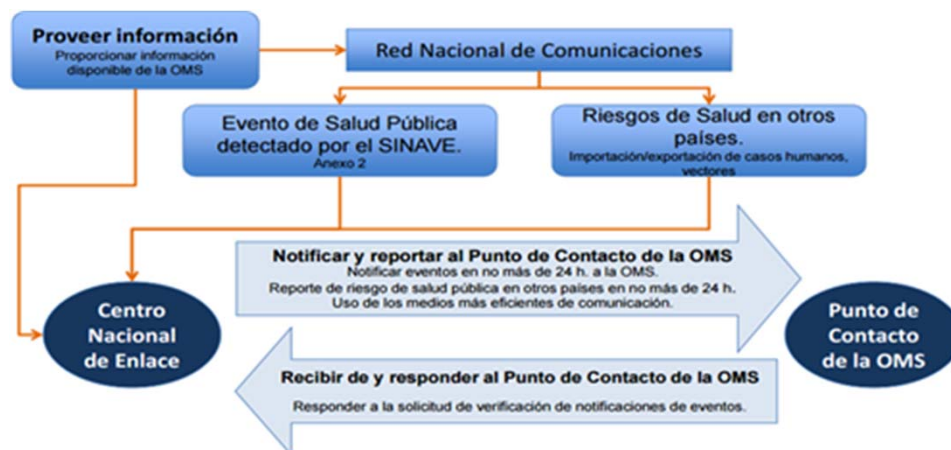 Proveer información
Proporcionar información
disponible de la OMS
Red Nacional de Comunicaciones
Evento de Salud Pública
detectado por el SINAVE.
Anexo 2
Riesgos de Salud en otros
países.
Importación/exportación de casos humanos,
vectores
Notificar y reportar al Punto de Contacto de la OMS
Notificar eventos en no más de 24 h. a la OMS.
Reporte de riesgo de salud pública en otros países en no más de 24 h.
Uso de los medios más eficientes de comunicación.
Centro
Nacional
de Enlace
Punto de
Contacto
de la OMS
Recibir de y responder al Punto de Contacto de la OMS
Responder a la solicitud de verificación de notificaciones de eventos.